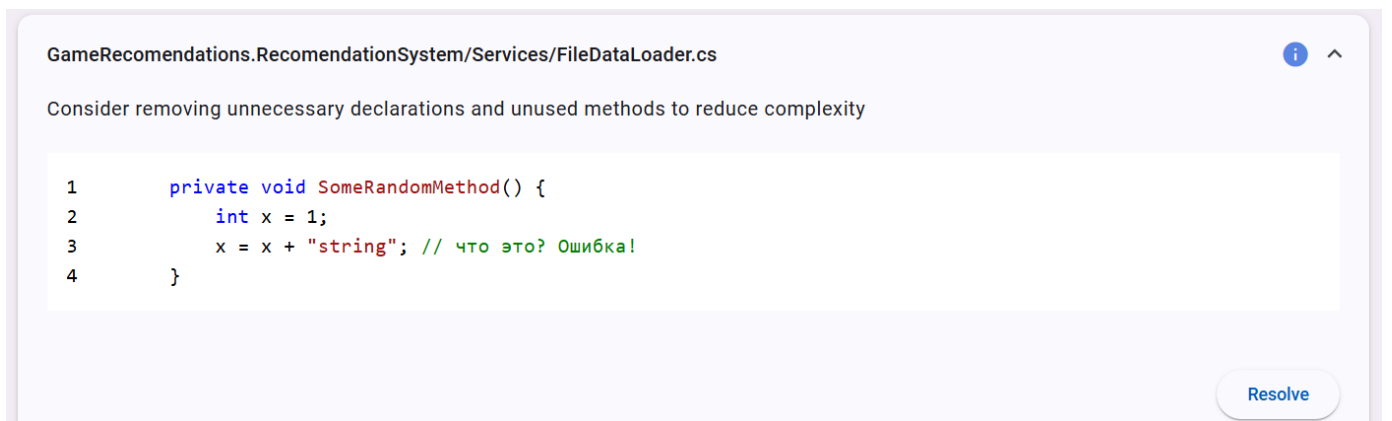 GameRecomendations.RecomendationSystem/Services/FileDataLoader.cs
Consider removing unnecessary declarations and unused methods to reduce complexity
1 private void SomeRandomMethod() {
2 int x = 1;
3 x = x + "string"; // что это? Ошибка!
4 }
Resolve